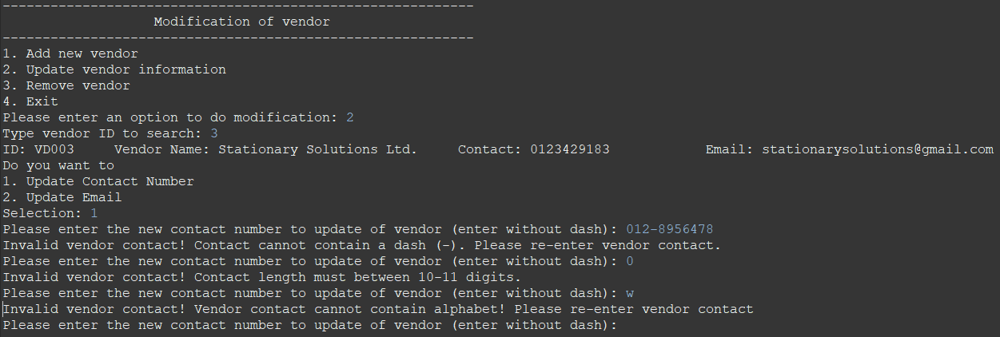 -----------------------------------------------------------
Modification of vendor
-----------------------------------------------------------
1. Add new vendor
2. Update vendor information
3. Remove vendor
4. Exit
Please enter an option to do modification: 2
Type vendor ID to search: 3
ID: VD003     Vendor Name: Stationary Solutions Ltd.     Contact: 0123429183            Email: stationarysolutions@gmail.com
Do you want to
1. Update Contact Number
2. Update Email
Selection: 1
Please enter the new contact number to update of vendor (enter without dash): 012-8956478
Invalid vendor contact! Contact cannot contain a dash (-). Please re-enter vendor contact.
Please enter the new contact number to update of vendor (enter without dash): 0
Invalid vendor contact! Contact length must between 10-11 digits.
Please enter the new contact number to update of vendor (enter without dash): w
Invalid vendor contact! Vendor contact cannot contain alphabet! Please re-enter vendor contact
Please enter the new contact number to update of vendor (enter without dash):